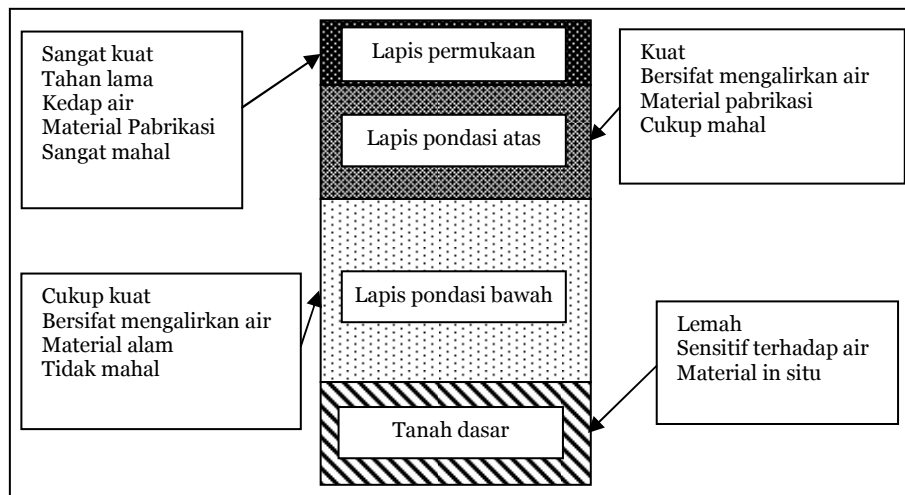 Sangat kuat
Tahan lama
Kedap air
Material Pabrikasi
Sangat mahal
Lapis permukaan
Kuat
Bersifat mengalirkan air
Material pabrikasi
Cukup mahal
Lapis pondasi atas
Cukup kuat
Bersifat mengalirkan air
Material alam
Tidak mahal
Lapis pondasi bawah
Lemah
Sensitif terhadap air
Material in situ
Tanah dasar